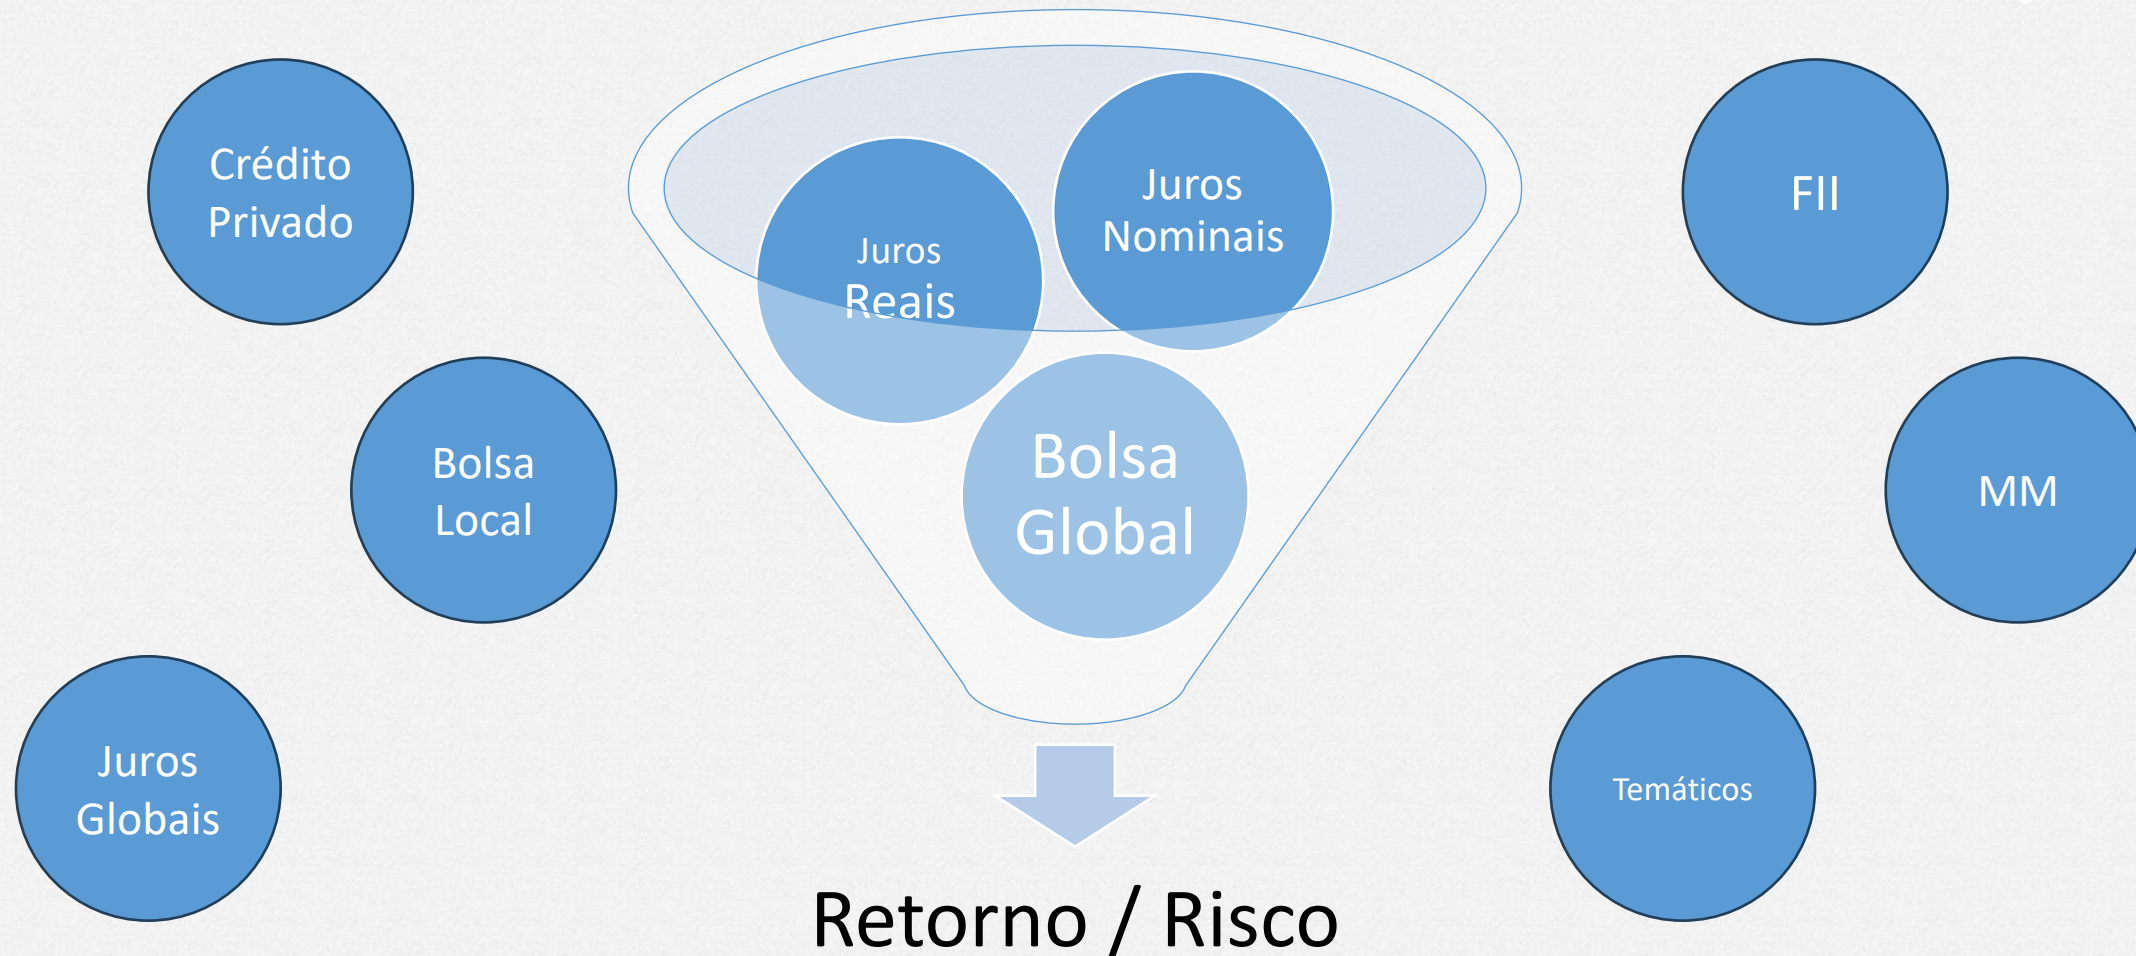 Crédito
Privado
Bolsa
Local
Juros
Globais
Juros
Reais
Juros
Nominais
Bolsa
Global
Retorno / Risco
FII
MM
Temáticos